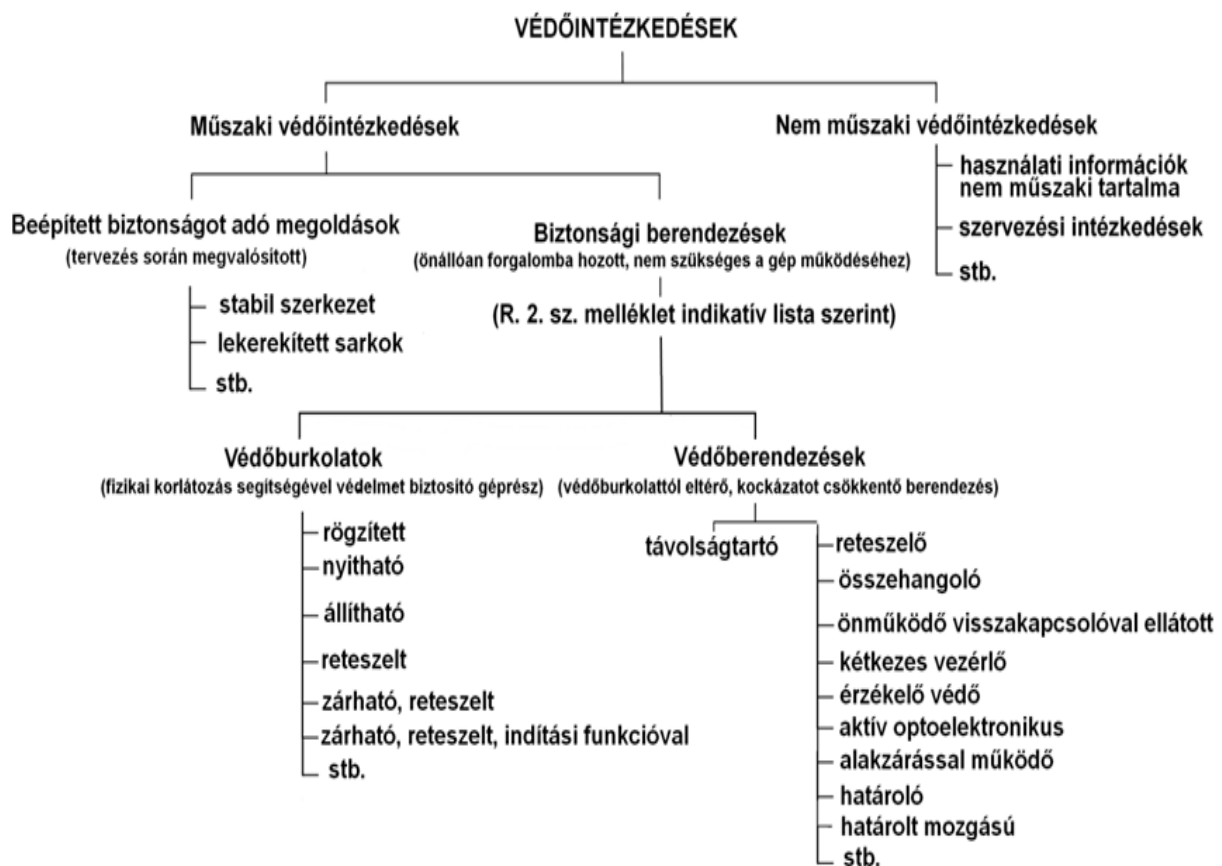 VÉDŐINTÉZKEDÉSEK
Műszaki védőintézkedések
Nem műszaki védőintézkedések
használati információk
nem műszaki tartalma
szervezési intézkedések
stb.
Beépített biztonságot adó megoldások
(tervezés során megvalósított)
stabil szerkezet
lekerekített sarkok
stb.
Biztonsági berendezések
(önállóan forgalomba hozott, nem szükséges a gép működéséhez)
(R. 2. sz. melléklet indikatív lista szerint)
Védőburkolatok
(fizikai korlátozás segítségével védelmet biztosító géprész)
rögzített
nyitható
állítható
reteszelt
zárható, reteszelt
zárható, reteszelt, indítási funkcióval
stb.
Védőberendezések
(védőburkolattól eltérő, kockázatot csökkentő berendezés)
távolságtartó
reteszelő
összehangoló
önműködő visszakapcsolóval ellátott
kétkezes vezérlő
érzékelő védő
aktív optoelektronikus
alakzárással működő
határoló
határolt mozgású
stb.